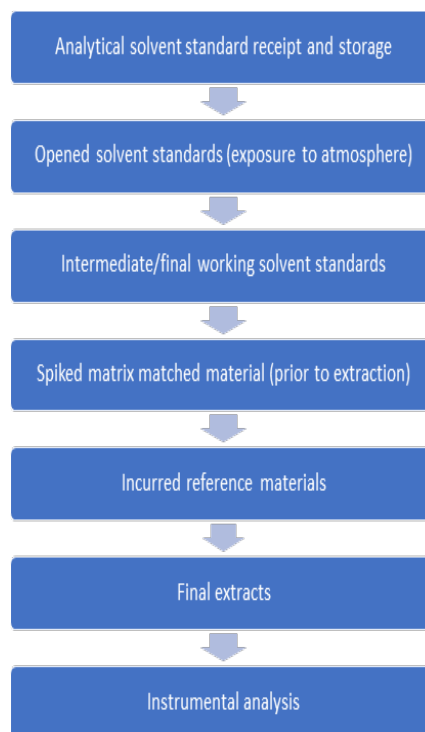 Analytical solvent standard receipt and storage
Opened solvent standards (exposure to atmosphere)
Intermediate/final working solvent standards
Spiked matrix matched material (prior to extraction)
Incurred reference materials
Final extracts
Instrumental analysis